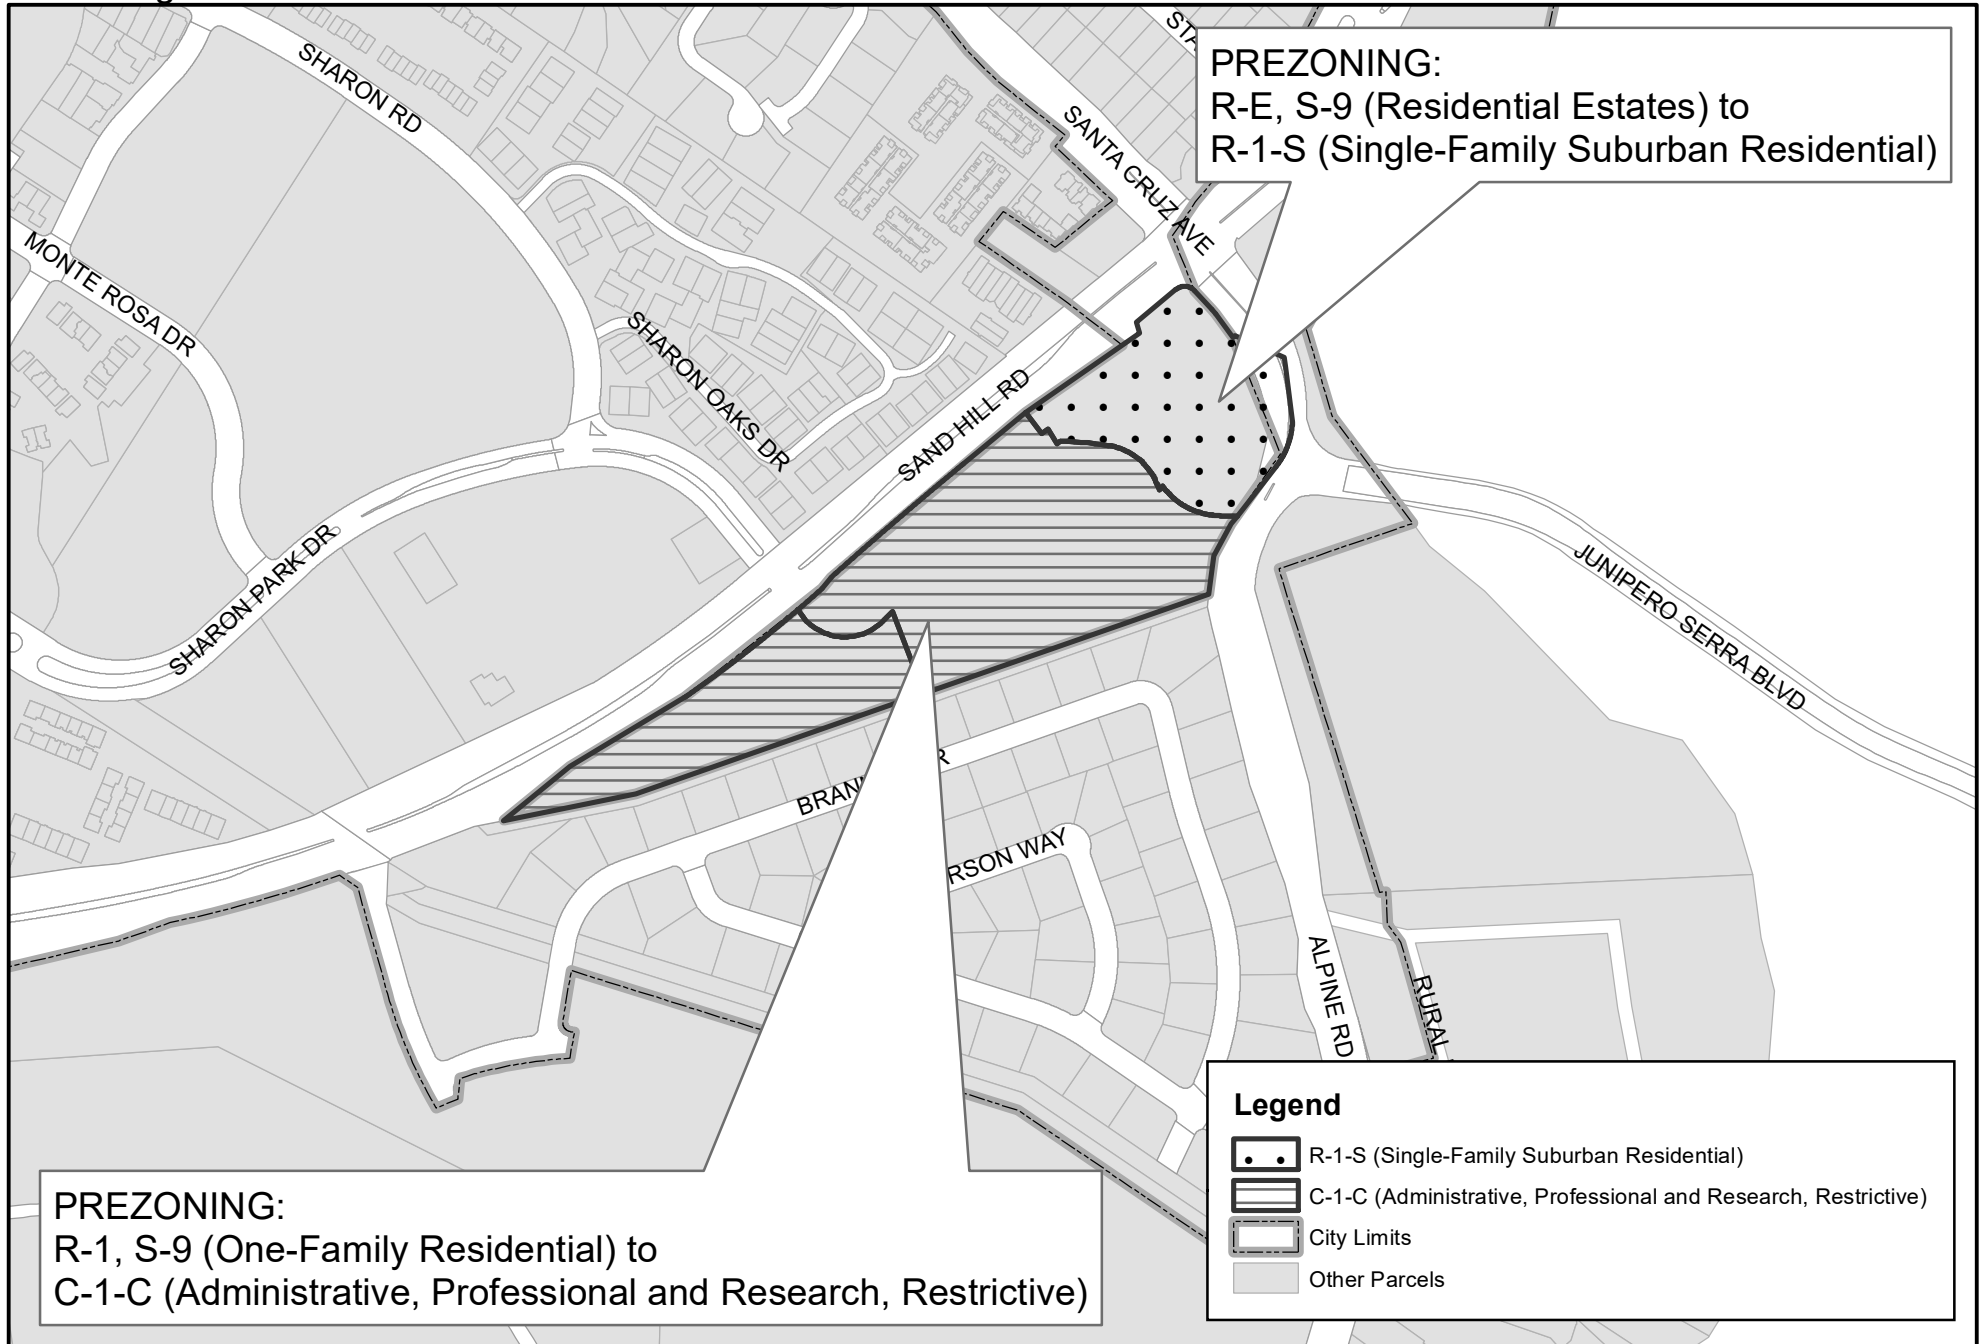 SHARON RD
SANTA CRUZ AVE
PREZONING:
R-E, S-9 (Residential Estates) to
R-1-S (Single-Family Suburban Residential)
MONTE ROSA DR
SHARON OAKS DR
SAND HILL RD
SHARON PARK DR
JUNIPERO SERRA BLVD
RSON WAY
ALPINE RD
RURAL
PREZONING:
R-1, S-9 (One-Family Residential) to
C-1-C (Administrative, Professional and Research, Restrictive)
Legend
R-1-S (Single-Family Suburban Residential)
C-1-C (Administrative, Professional and Research, Restrictive)
City Limits
Other Parcels